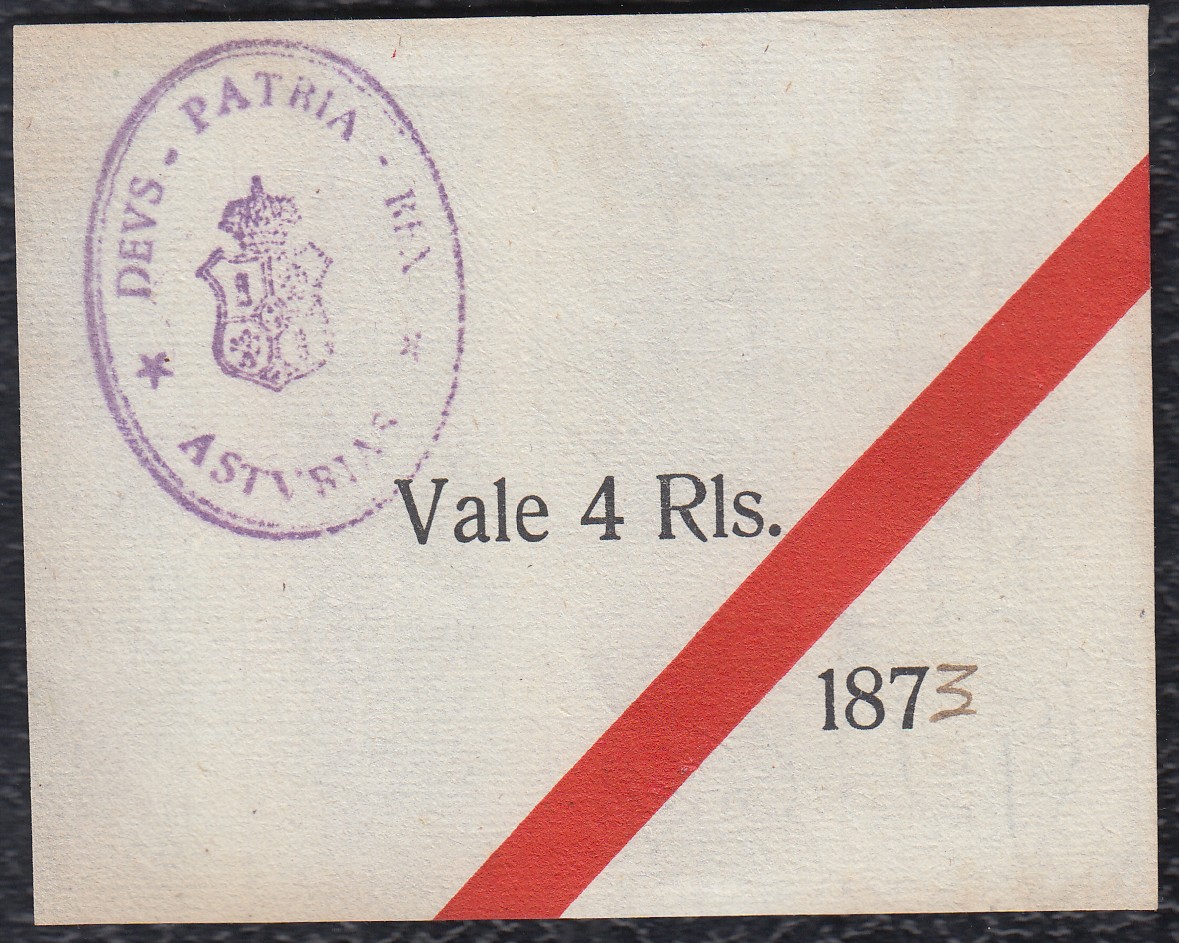 DEVS - PATRIA - REX
ASTVRIAS
Vale 4 Rls.
1873